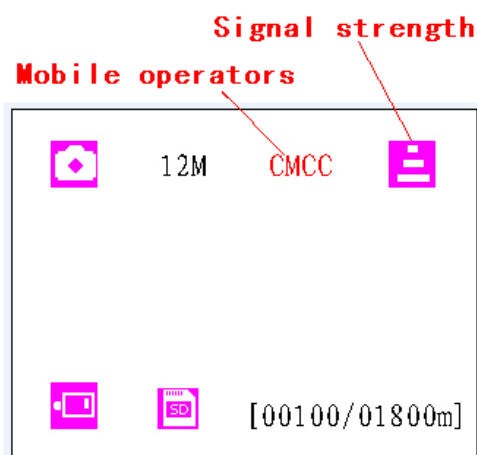 Signal strength
Mobile operators
12M CMCC
SD [00100/01800m]